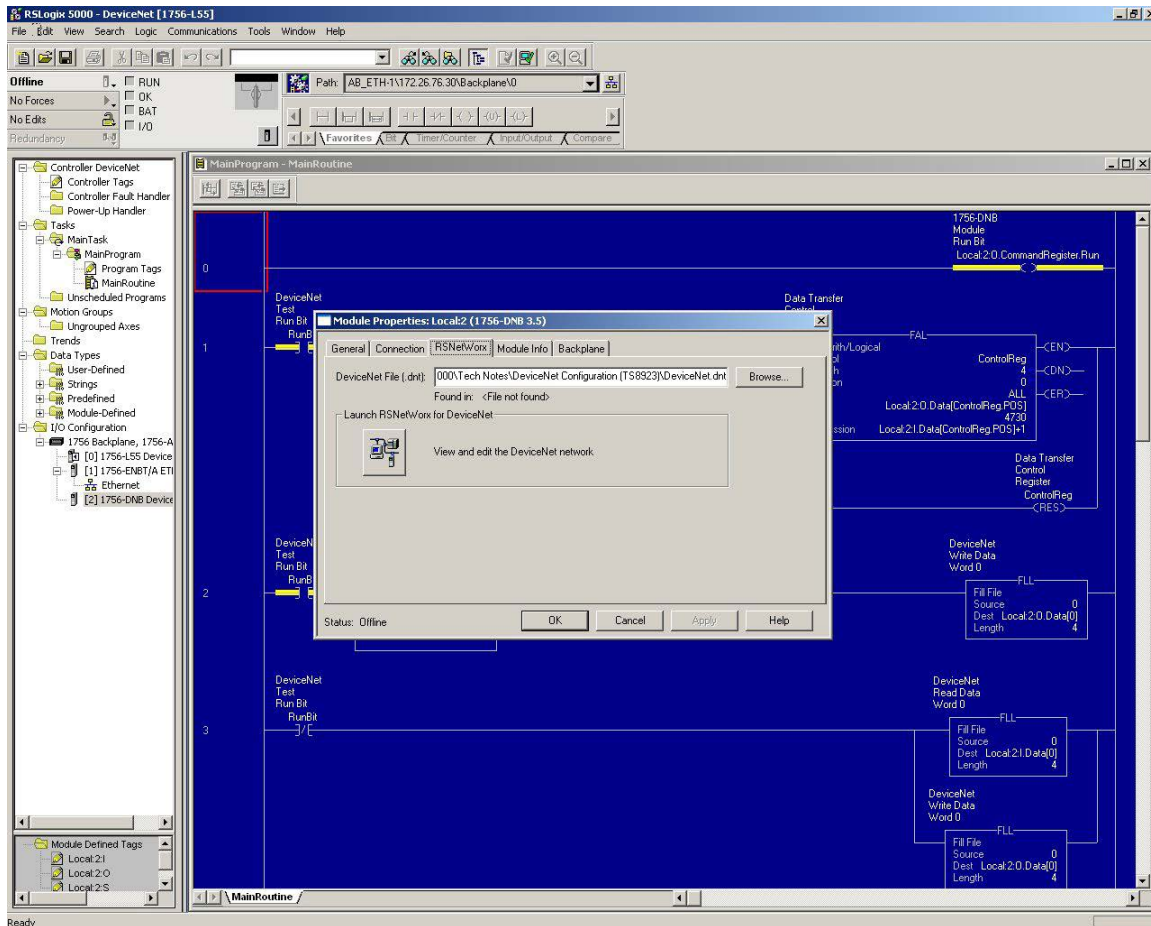 RSLogix 5000 - DeviceNet [1756-L55]
File Edit View Search Logic Communications Tools Window Help
Offline
RUN
No Forces
OK
No Edits
BAT
Redundancy
I/O
Path: AB_ETH-1\172.26.76.30\Backplane\0
Favorites Bit Timer/Counter Input/Output Compare
Controller DeviceNet
Controller Tags
Controller Fault Handler
Power-Up Handler
Tasks
MainTask
MainProgram
Program Tags
MainRoutine
Unscheduled Programs
Motion Groups
Ungrouped Axes
Trends
Data Types
User-Defined
Strings
Predefined
Module-Defined
I/O Configuration
1756 Backplane, 1756-A
[0] 1756-L55 Device
[1] 1756-ENBT/A ETI
Ethernet
[2] 1756-DNB Device
Module Defined Tags
Local:2:I
Local:2:O
Local:2:S
MainProgram - MainRoutine
0
1756-DNB
Module
Run Bit
Local:2:O.CommandRegister.Run
1
DeviceNet
Test
Run Bit
RunB
Data Transfer
Control
FAL
rith/Logical
ol ControlReg
h 4
on 0
ALL
Local:2:O.Data[ControlReg.POS]
4730
ssion Local:2:I.Data[ControlReg.POS]+1
EN
DN
ER
Data Transfer
Control
Register
ControlReg
RES
Module Properties: Local:2 (1756-DNB 3.5)
General Connection RSNetWorx Module Info Backplane
DeviceNet File (.dnt): 000\Tech Notes\DeviceNet Configuration (TS8923)\DeviceNet.dnt Browse...
Found in: <File not found>
Launch RSNetWorx for DeviceNet
View and edit the DeviceNet network
Status: Offline
OK Cancel Apply Help
2
DeviceN
Test
Run Bit
RunB
DeviceNet
Write Data
Word 0
FLL
Fill File
Source 0
Dest Local:2:O.Data[0]
Length 4
3
DeviceNet
Test
Run Bit
RunBit
DeviceNet
Read Data
Word 0
FLL
Fill File
Source 0
Dest Local:2:I.Data[0]
Length 4
DeviceNet
Write Data
Word 0
FLL
Fill File
Source 0
Dest Local:2:O.Data[0]
Length 4
MainRoutine
Ready